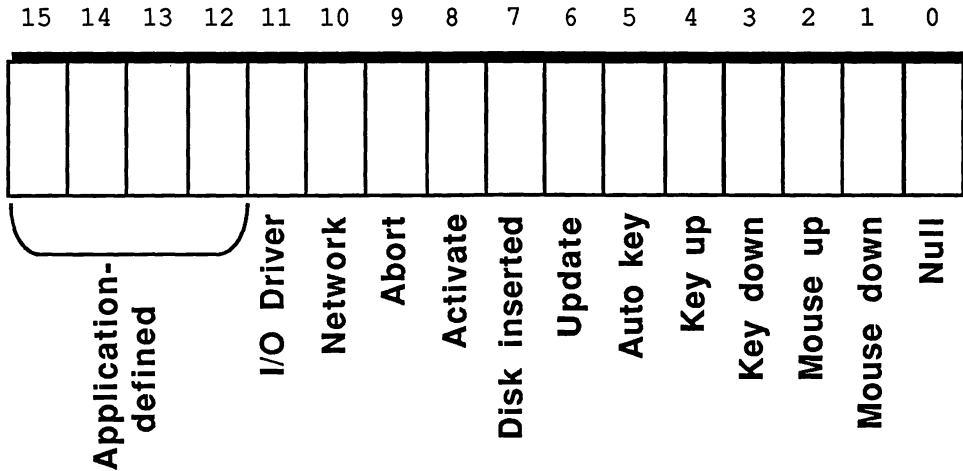 15 14 13 12 11 10 9 8 7 6 5 4 3 2 1 0
Application-
defined
I/O Driver
Network
Abort
Activate
Disk inserted
Update
Auto key
Key up
Key down
Mouse up
Mouse down
Null